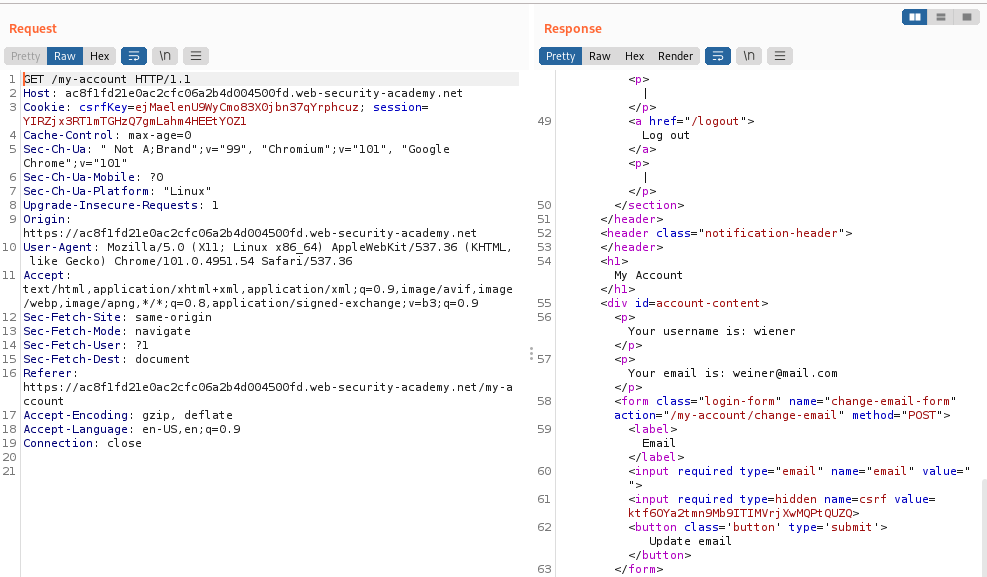 Request
Pretty Raw Hex \n
1 GET /my-account HTTP/1.1
2 Host: ac8f1fd21e0ac2cfc06a2b4d004500fd.web-security-academy.net
3 Cookie: csrfKey=ejMaelenU9WyCmo83X0jbn37qYrphcuz; session=
YIRZjx3RT1mTGHzQ7gmLahm4HEEtYOZ1
4 Cache-Control: max-age=0
5 Sec-Ch-Ua: " Not A;Brand";v="99", "Chromium";v="101", "Google
Chrome";v="101"
6 Sec-Ch-Ua-Mobile: ?0
7 Sec-Ch-Ua-Platform: "Linux"
8 Upgrade-Insecure-Requests: 1
9 Origin:
https://ac8f1fd21e0ac2cfc06a2b4d004500fd.web-security-academy.net
10 User-Agent: Mozilla/5.0 (X11; Linux x86_64) AppleWebKit/537.36 (KHTML,
like Gecko) Chrome/101.0.4951.54 Safari/537.36
11 Accept:
text/html,application/xhtml+xml,application/xml;q=0.9,image/avif,image
/webp,image/apng,*/*;q=0.8,application/signed-exchange;v=b3;q=0.9
12 Sec-Fetch-Site: same-origin
13 Sec-Fetch-Mode: navigate
14 Sec-Fetch-User: ?1
15 Sec-Fetch-Dest: document
16 Referer:
https://ac8f1fd21e0ac2cfc06a2b4d004500fd.web-security-academy.net/my-a
ccount
17 Accept-Encoding: gzip, deflate
18 Accept-Language: en-US,en;q=0.9
19 Connection: close
20
21
Response
Pretty Raw Hex Render \n
<p>
|
</p>
49 <a href="/logout">
Log out
</a>
<p>
|
</p>
50 </section>
51 </header>
52 <header class="notification-header">
53 </header>
54 <h1>
My Account
</h1>
55 <div id=account-content>
56 <p>
Your username is: wiener
</p>
57 <p>
Your email is: weiner@mail.com
</p>
58 <form class="login-form" name="change-email-form"
action="/my-account/change-email" method="POST">
59 <label>
Email
</label>
60 <input required type="email" name="email" value="
">
61 <input required type=hidden name=csrf value=
ktf6OYa2tmn9Mb9ITIMVrjXwMQPtQUZQ>
62 <button class='button' type='submit'>
Update email
</button>
63 </form>